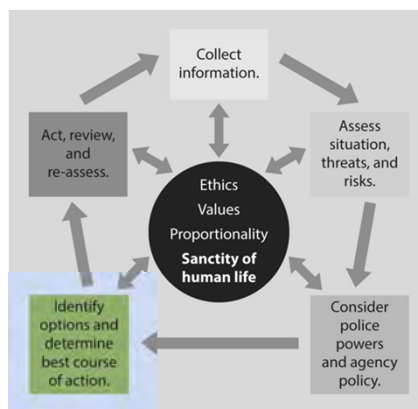 Collect
information.
Assess
situation,
threats, and
risks.
Consider
police
powers
and agency
policy.
Identify
options and
determine
best course
of action.
Act, review,
and
re-assess.
Ethics
Values
Proportionality
Sanctity of
human life